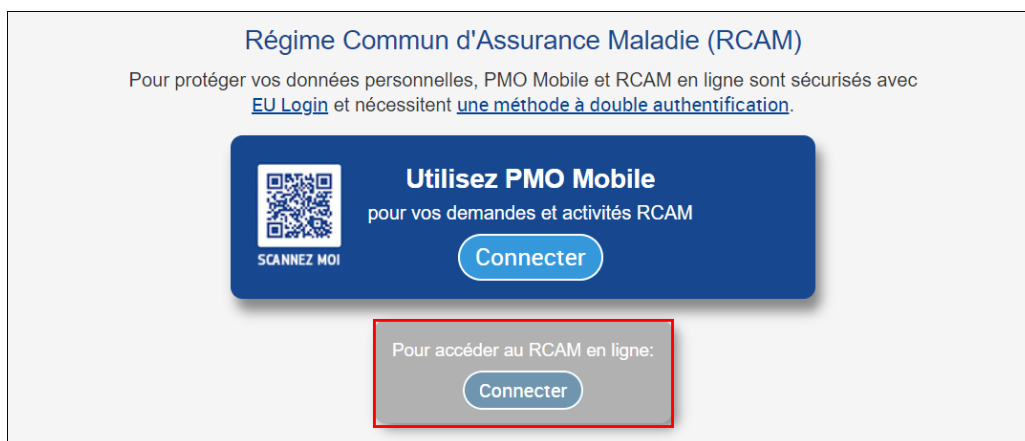 Régime Commun d'Assurance Maladie (RCAM)
Pour protéger vos données personnelles, PMO Mobile et RCAM en ligne sont sécurisés avec
EU Login et nécessitent une méthode à double authentification.
Utilisez PMO Mobile
pour vos demandes et activités RCAM
Connecter
SCANNEZ MOI
Pour accéder au RCAM en ligne:
Connecter